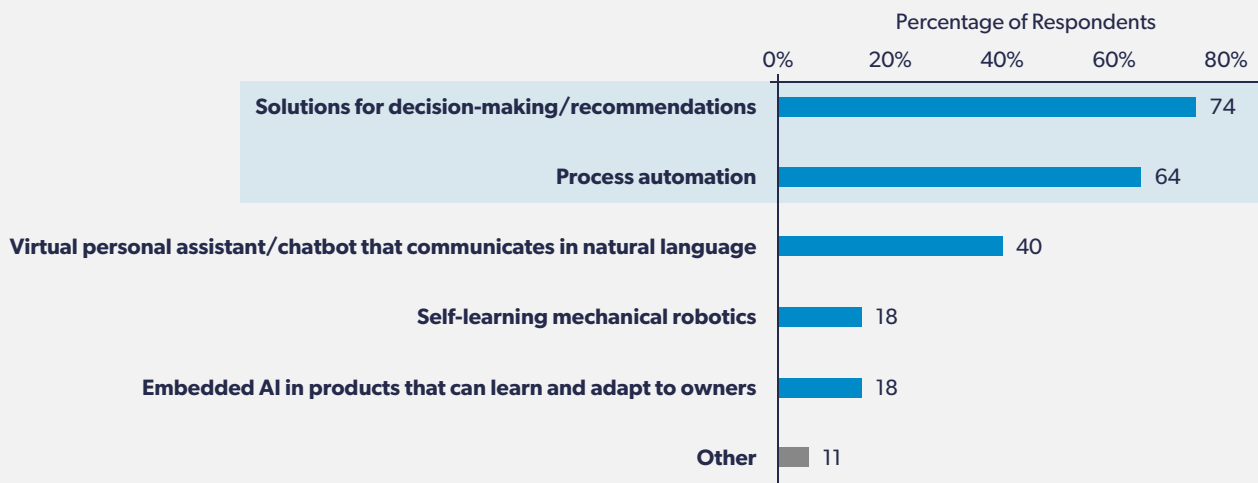 Percentage of Respondents
0% 20% 40% 60% 80%
Solutions for decision-making/recommendations 74
Process automation 64
Virtual personal assistant/chatbot that communicates in natural language 40
Self-learning mechanical robotics 18
Embedded AI in products that can learn and adapt to owners 18
Other 11